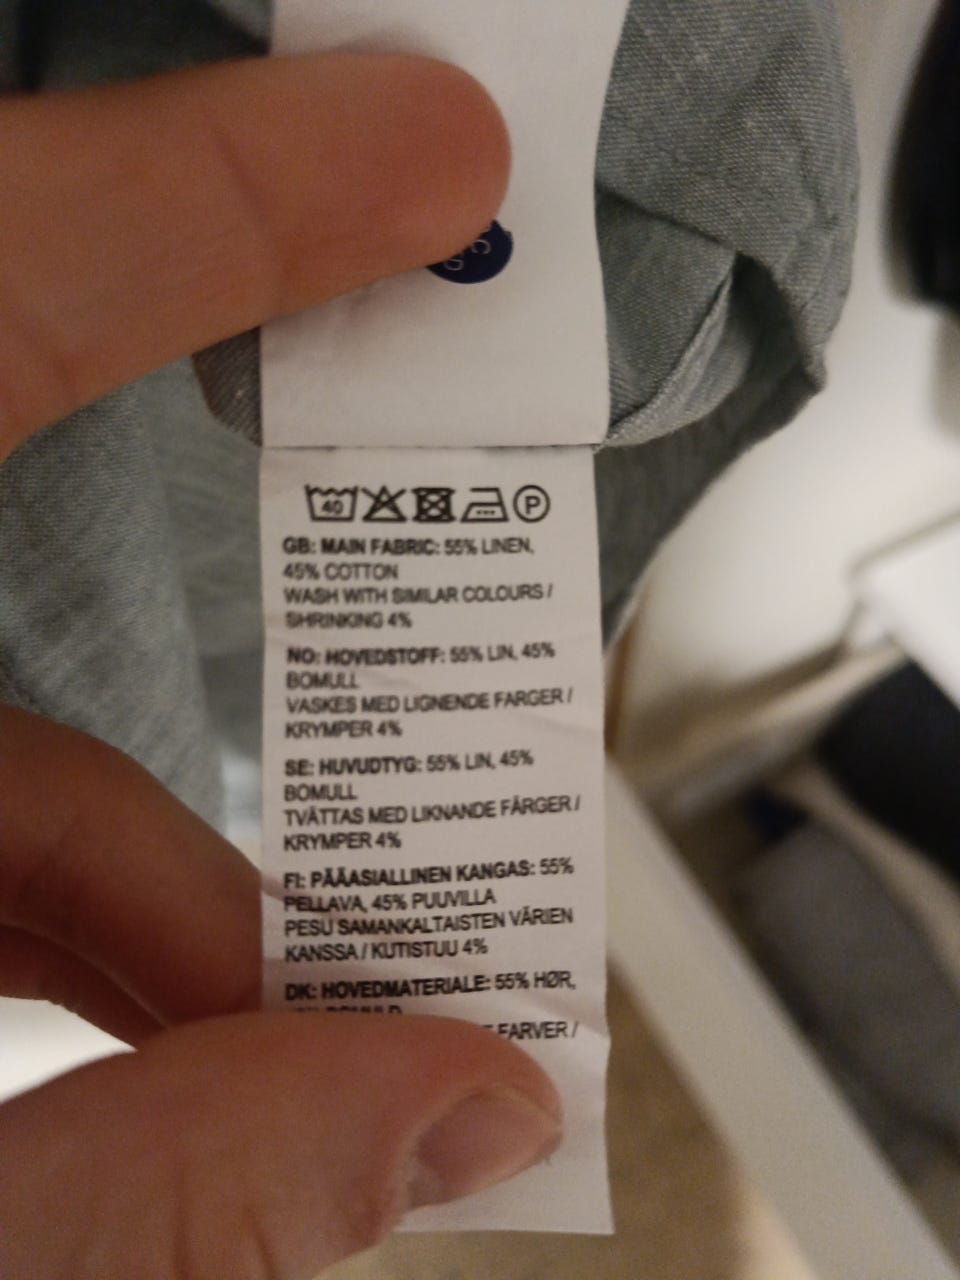 40 P
GB: MAIN FABRIC: 55% LINEN,
45% COTTON
WASH WITH SIMILAR COLOURS /
SHRINKING 4%
NO: HOVEDSTOFF: 55% LIN, 45%
BOMULL
VASKES MED LIGNENDE FARGER /
KRYMPER 4%
SE: HUVUDTYG: 55% LIN, 45%
BOMULL
TVÄTTAS MED LIKNANDE FÄRGER /
KRYMPER 4%
FI: PÄÄASIALLINEN KANGAS: 55%
PELLAVA, 45% PUUVILLA
PESU SAMANKALTAISTEN VÄRIEN
KANSSA / KUTISTUU 4%
DK: HOVEDMATERIALE: 55% HØR,
BOMULD
FARVER /